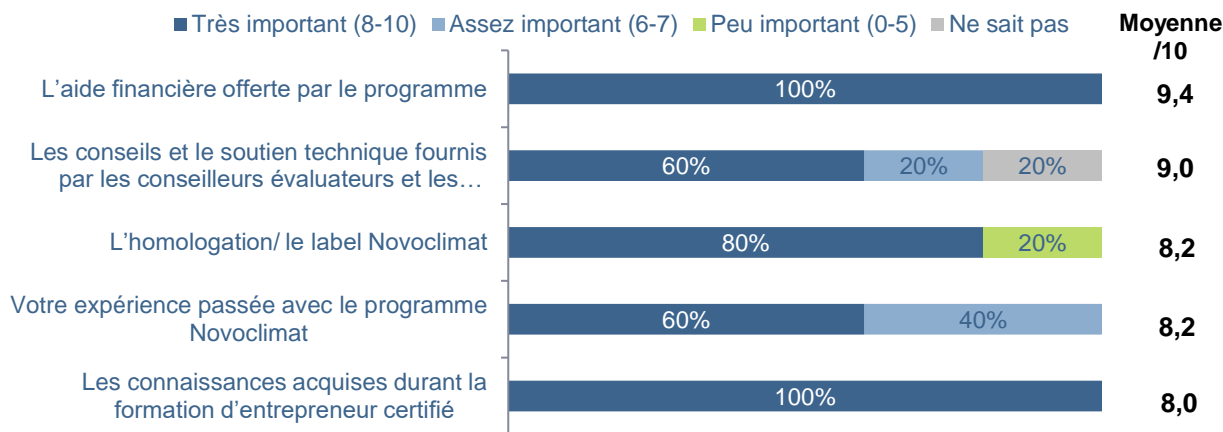 Très important (8-10) Assez important (6-7) Peu important (0-5) Ne sait pas
Moyenne
/10
L’aide financière offerte par le programme
100%
9,4
Les conseils et le soutien technique fournis
par les conseillers évaluateurs et les…
60% 20% 20%
9,0
L’homologation/ le label Novoclimat
80% 20%
8,2
Votre expérience passée avec le programme
Novoclimat
60% 40%
8,2
Les connaissances acquises durant la
formation d’entrepreneur certifié
100%
8,0